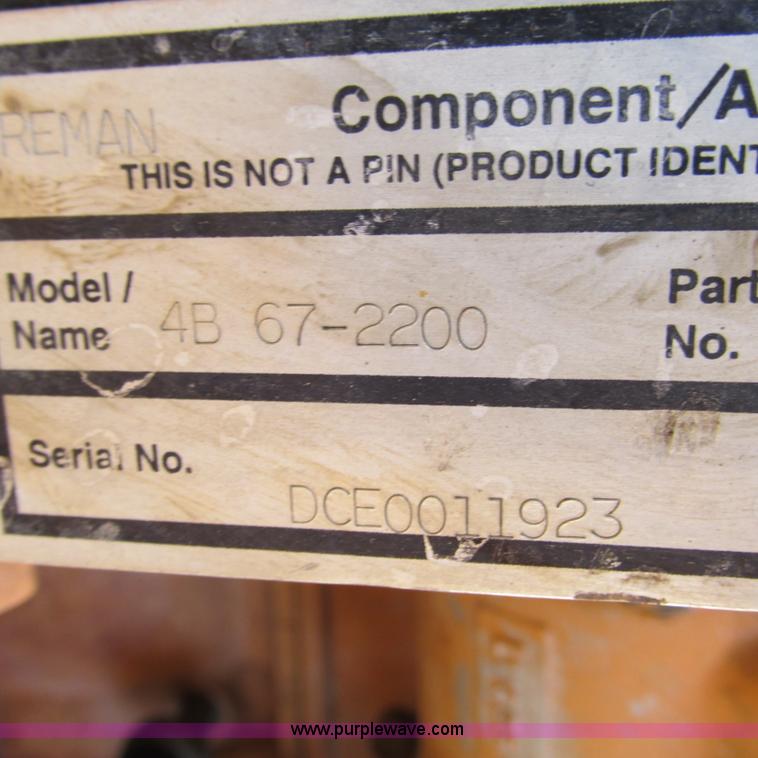 REMAN
Component/A
THIS IS NOT A PIN (PRODUCT IDENT
Model /
Name 4B 67-2200
Part
No.
Serial No.
DCE0011923
www.purplewave.com